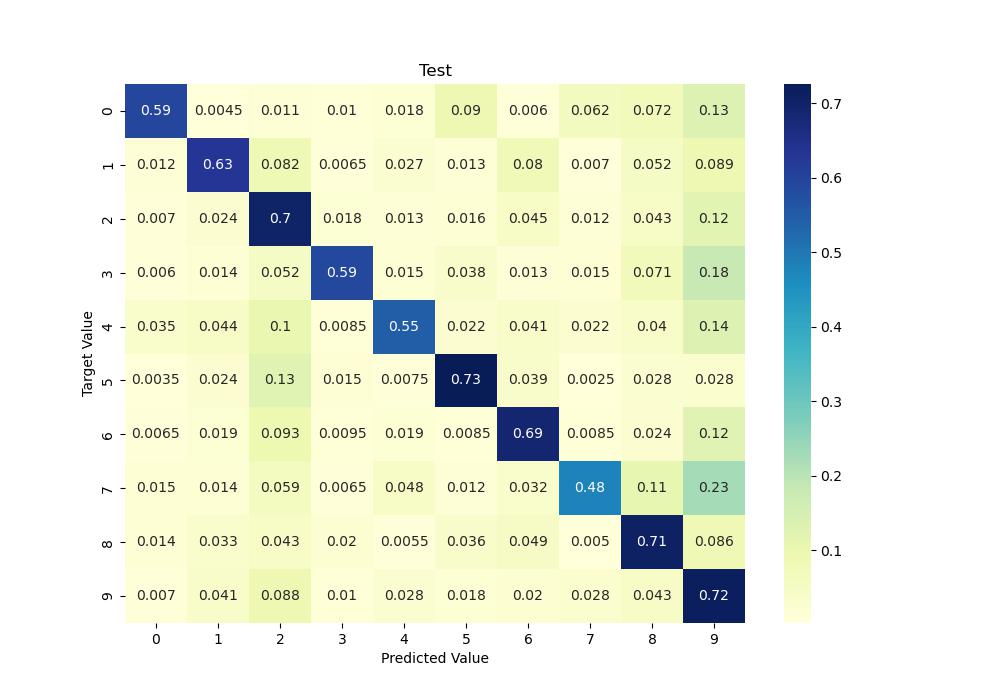 Test
0 0.59 0.0045 0.011 0.01 0.018 0.09 0.006 0.062 0.072 0.13
1 0.012 0.63 0.082 0.0065 0.027 0.013 0.08 0.007 0.052 0.089
2 0.007 0.024 0.7 0.018 0.013 0.016 0.045 0.012 0.043 0.12
3 0.006 0.014 0.052 0.59 0.015 0.038 0.013 0.015 0.071 0.18
4 0.035 0.044 0.1 0.0085 0.55 0.022 0.041 0.022 0.04 0.14
5 0.0035 0.024 0.13 0.015 0.0075 0.73 0.039 0.0025 0.028 0.028
6 0.0065 0.019 0.093 0.0095 0.019 0.0085 0.69 0.0085 0.024 0.12
7 0.015 0.014 0.059 0.0065 0.048 0.012 0.032 0.48 0.11 0.23
8 0.014 0.033 0.043 0.02 0.0055 0.036 0.049 0.005 0.71 0.086
9 0.007 0.041 0.088 0.01 0.028 0.018 0.02 0.028 0.043 0.72
0 1 2 3 4 5 6 7 8 9
Predicted Value
Target Value
0.7
0.6
0.5
0.4
0.3
0.2
0.1